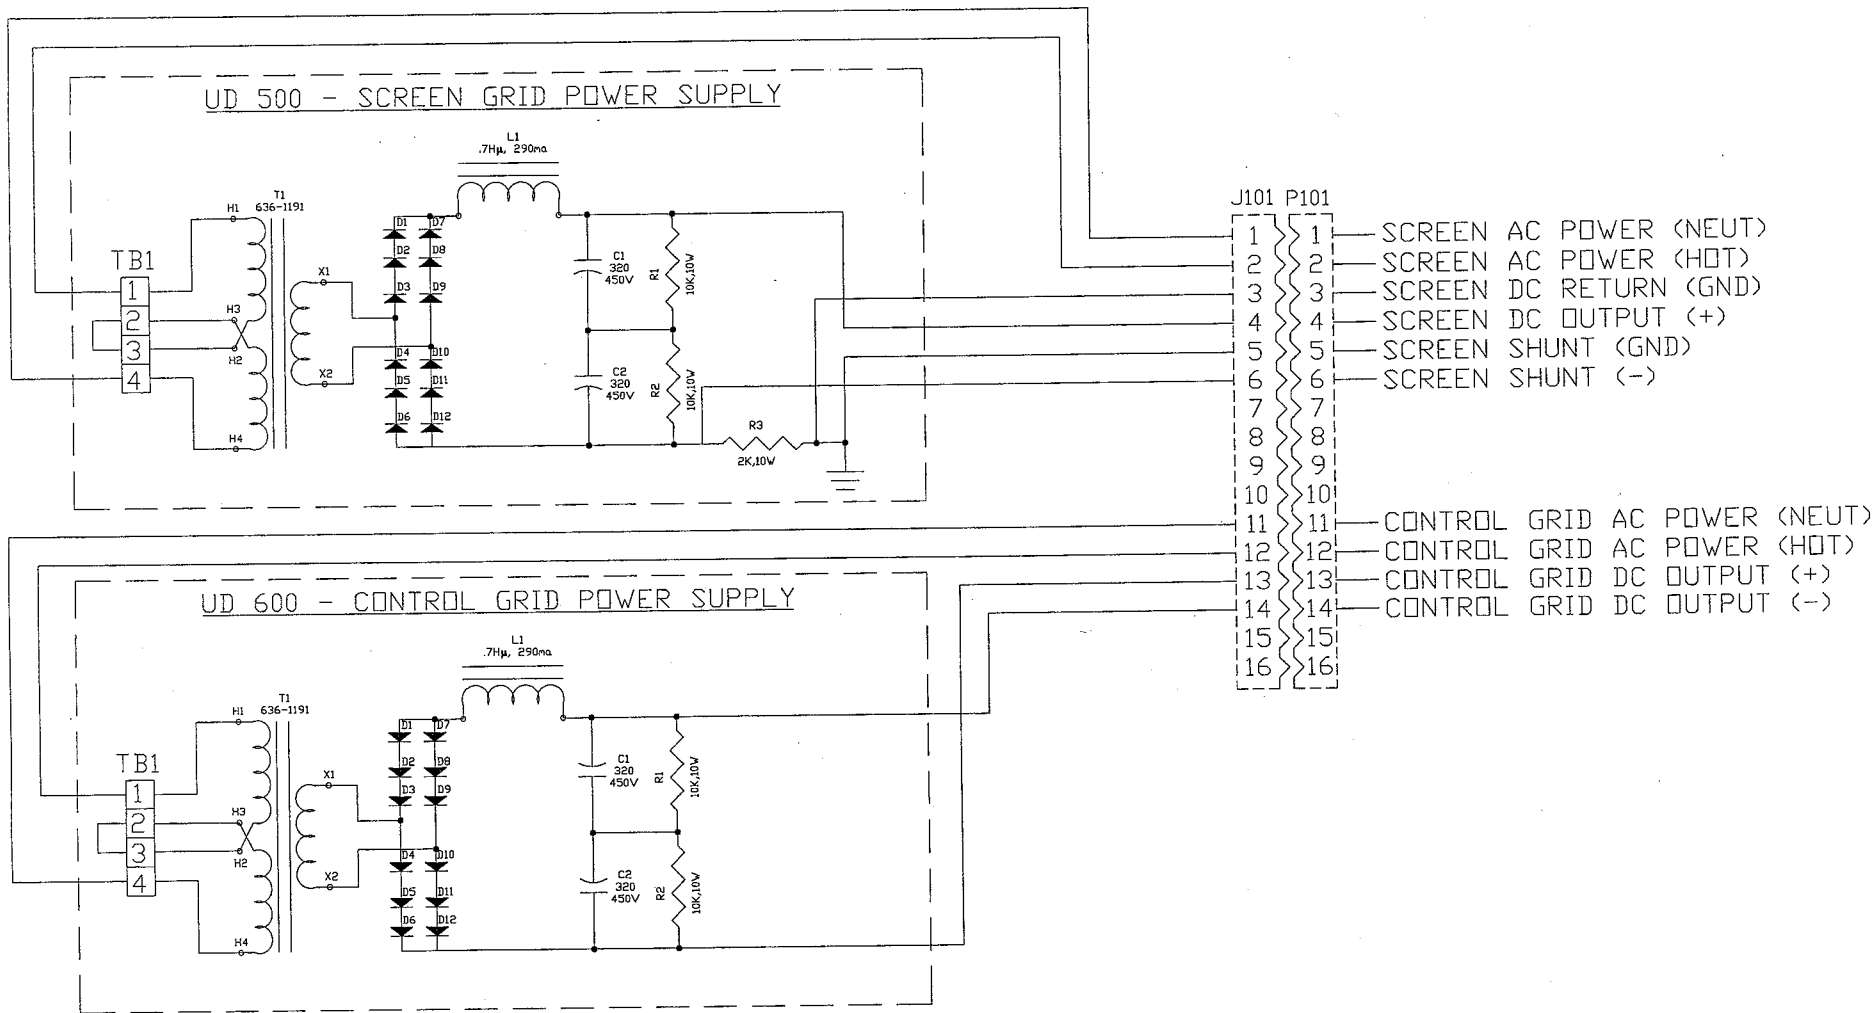 UD 500 - SCREEN GRID POWER SUPPLY
L1
.7Hµ, 290ma
T1
636-1191
H1
H3
H2
H4
X1
X2
TB1
1
2
3
4
D1
D7
D2
D8
D3
D9
D4
D10
D5
D11
D6
D12
C1
320
450V
R1
10K,10W
C2
320
450V
R2
10K,10W
R3
2K,10W
J101 P101
1 1 SCREEN AC POWER (NEUT)
2 2 SCREEN AC POWER (HOT)
3 3 SCREEN DC RETURN (GND)
4 4 SCREEN DC OUTPUT (+)
5 5 SCREEN SHUNT (GND)
6 6 SCREEN SHUNT (-)
7 7
8 8
9 9
10 10
11 11 CONTROL GRID AC POWER (NEUT)
12 12 CONTROL GRID AC POWER (HOT)
13 13 CONTROL GRID DC OUTPUT (+)
14 14 CONTROL GRID DC OUTPUT (-)
15 15
16 16
UD 600 - CONTROL GRID POWER SUPPLY
L1
.7Hµ, 290ma
T1
636-1191
H1
H3
H2
H4
X1
X2
TB1
1
2
3
4
D1
D7
D2
D8
D3
D9
D4
D10
D5
D11
D6
D12
C1
320
450V
R1
10K,10W
C2
320
450V
R2
10K,10W